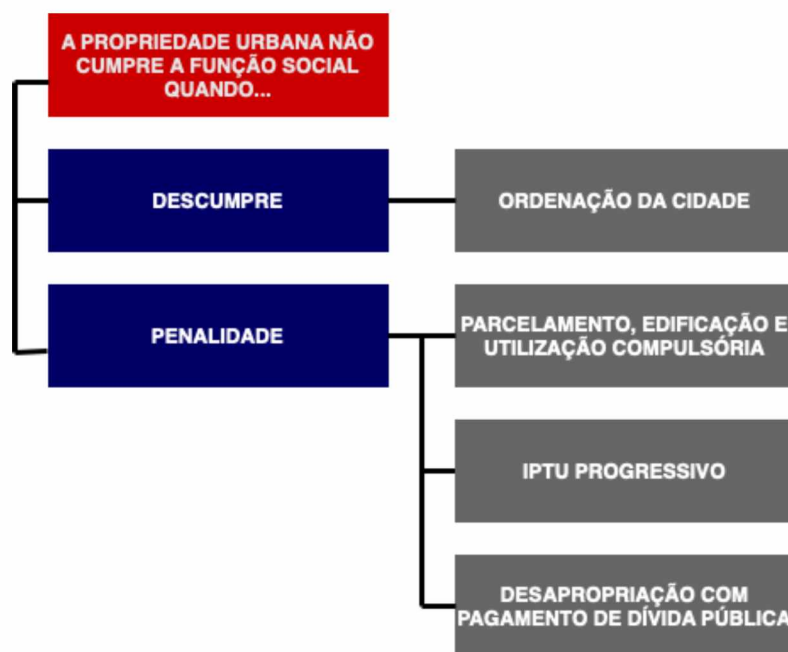 A PROPRIEDADE URBANA NÃO
CUMPRE A FUNÇÃO SOCIAL
QUANDO...
DESCUMPRE
ORDENAÇÃO DA CIDADE
PENALIDADE
PARCELAMENTO, EDIFICAÇÃO E
UTILIZAÇÃO COMPULSÓRIA
IPTU PROGRESSIVO
DESAPROPRIAÇÃO COM
PAGAMENTO DE DÍVIDA PÚBLICA